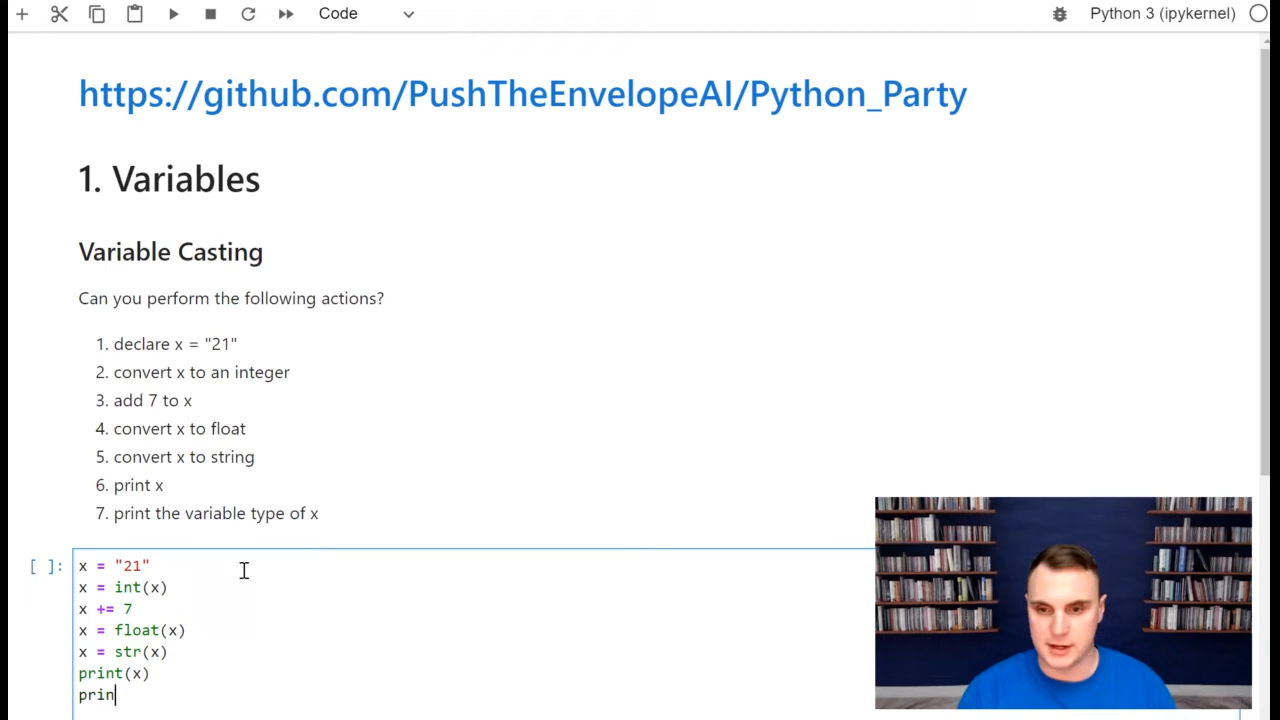 Code
Python 3 (ipykernel)
https://github.com/PushTheEnvelopeAI/Python_Party
1. Variables
Variable Casting
Can you perform the following actions?
1. declare x = "21"
2. convert x to an integer
3. add 7 to x
4. convert x to float
5. convert x to string
6. print x
7. print the variable type of x
[ ]:
x = "21"
x = int(x)
x += 7
x = float(x)
x = str(x)
print(x)
prin